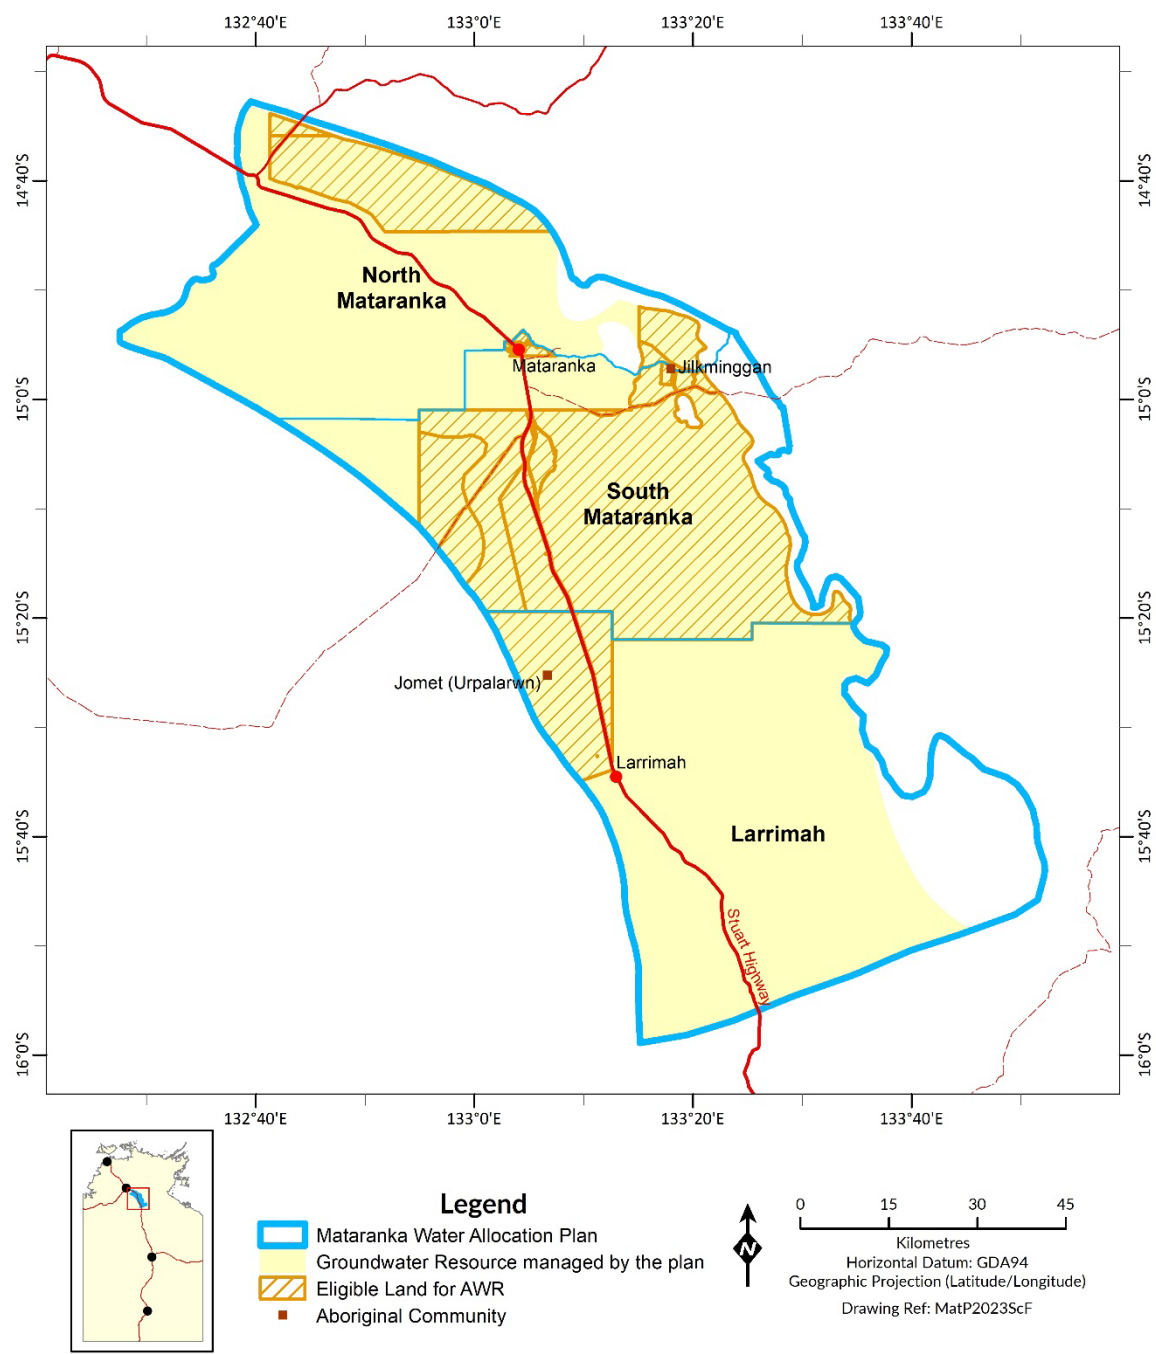 132°40'E
133°0'E
133°20'E
133°40'E
14°40'S
14°40'S
North
Mataranka
Mataranka
Jilkminggan
15°0'S
15°0'S
South
Mataranka
15°20'S
15°20'S
Jomet (Urpalarwn)
Larrimah
Larrimah
15°40'S
15°40'S
Stuart Highway
16°0'S
16°0'S
132°40'E
133°0'E
133°20'E
133°40'E
Legend
Mataranka Water Allocation Plan
Groundwater Resource managed by the plan
Eligible Land for AWR
Aboriginal Community
N
0
15
30
45
Kilometres
Horizontal Datum: GDA94
Geographic Projection (Latitude/Longitude)
Drawing Ref: MatP2023ScF